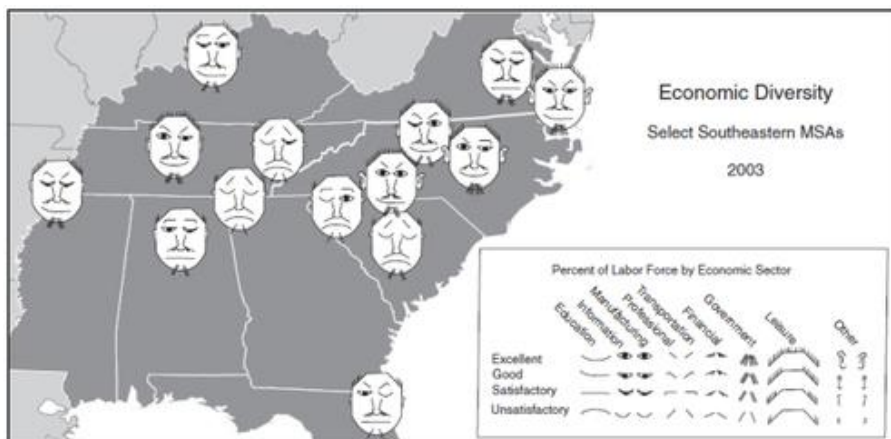 Economic Diversity
Select Southeastern MSAs
2003
Percent of Labor Force by Economic Sector
Education
Information
Manufacturing
Professional
Transportation
Financial
Government
Leisure
Other
Excellent
Good
Satisfactory
Unsatisfactory